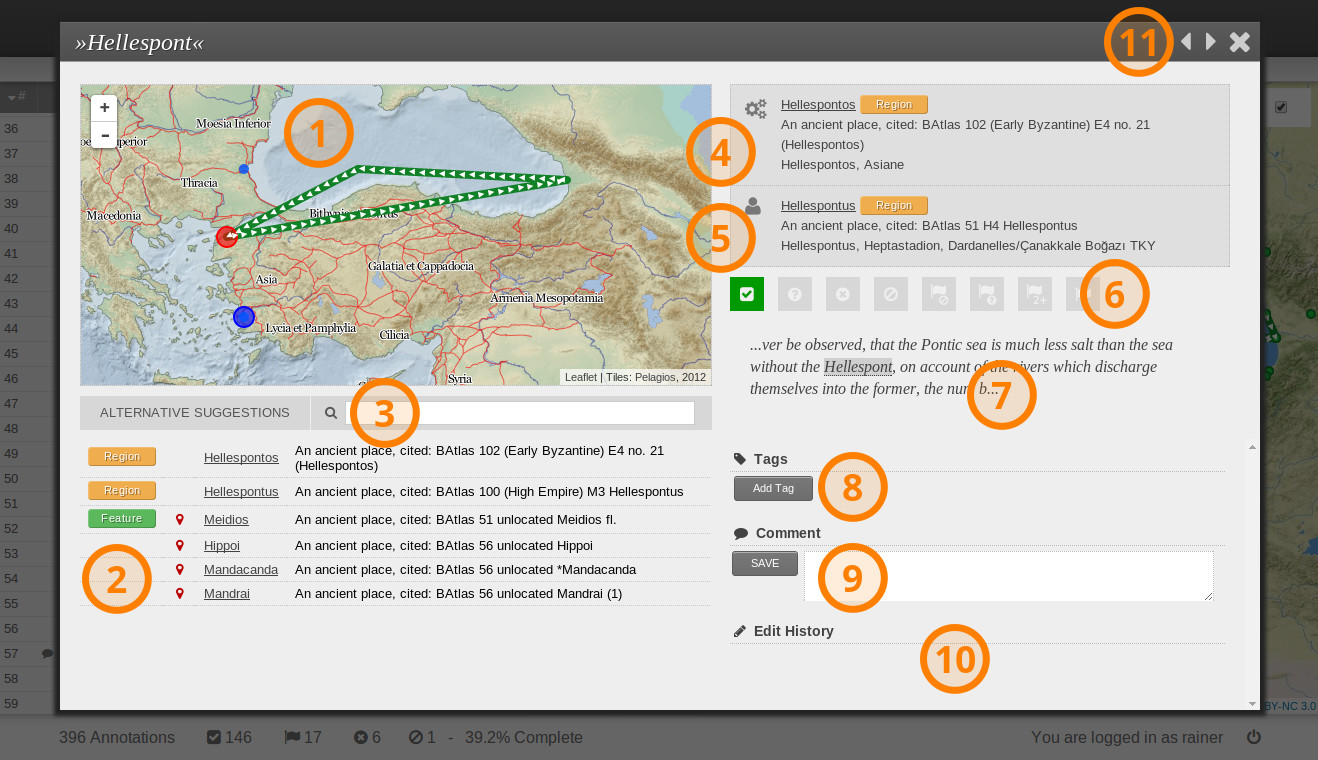 »Hellespont«
11
#
36
37
38
39
40
41
42
43
44
45
46
47
48
49
50
51
52
53
54
55
56
57
58
59
+
-
Moesia Inferior
1
Thracia
Macedonia
Asia
Galatia et Cappadocia
Armenia Mesopotamia
Lycia et Pamphylia
Cilicia
Syria
Leaflet | Tiles: Pelagios, 2012
ALTERNATIVE SUGGESTIONS
3
Region Hellespontos An ancient place, cited: BAtlas 102 (Early Byzantine) E4 no. 21
(Hellespontos)
Region Hellespontus An ancient place, cited: BAtlas 100 (High Empire) M3 Hellespontus
Feature Meidios An ancient place, cited: BAtlas 51 unlocated Meidios fl.
Hippoi An ancient place, cited: BAtlas 56 unlocated Hippoi
2 Mandacanda An ancient place, cited: BAtlas 56 unlocated *Mandacanda
Mandrai An ancient place, cited: BAtlas 56 unlocated Mandrai (1)
Hellespontos Region
An ancient place, cited: BAtlas 102 (Early Byzantine) E4 no. 21
(Hellespontos)
Hellespontos, Asiane
4
Hellespontus Region
An ancient place, cited: BAtlas 51 H4 Hellespontus
Hellespontus, Heptastadion, Dardanelles/Çanakkale Boğazı TKY
5
2+
6
...ver be observed, that the Pontic sea is much less salt than the sea
without the Hellespont, on account of the rivers which discharge
themselves into the former, the num b...
7
Tags
Add Tag
8
Comment
SAVE
9
Edit History
10
BY-NC 3.0
396 Annotations 146 17 6 1 - 39.2% Complete
You are logged in as rainer